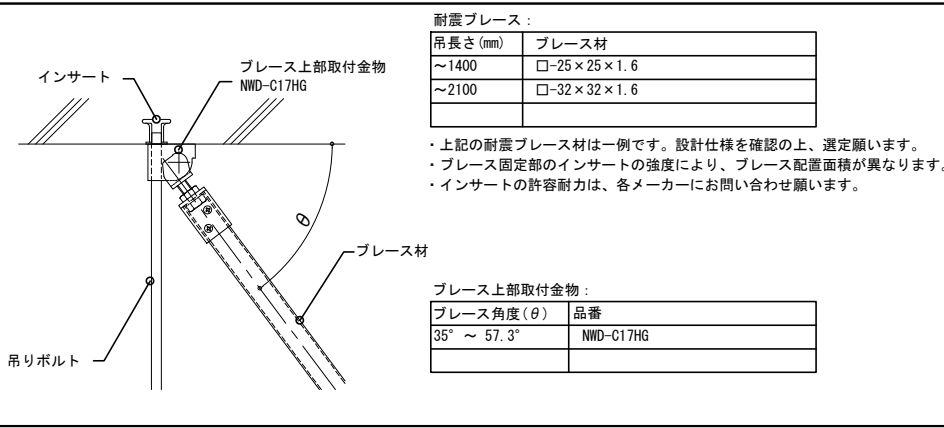 インサート
ブレース上部取付金物
NWD-C17HG
θ
ブレース材
吊りボルト
耐震ブレース：
吊長さ(mm) ブレース材
～1400 □-25×25×1.6
～2100 □-32×32×1.6
・上記の耐震ブレース材は一例です。設計仕様を確認の上、選定願います。
・ブレース固定部のインサートの強度により、ブレース配置面積が異なります。
・インサートの許容耐力は、各メーカーにお問い合わせ願います。
ブレース上部取付金物：
ブレース角度(θ) 品番
35° ～ 57.3° NWD-C17HG